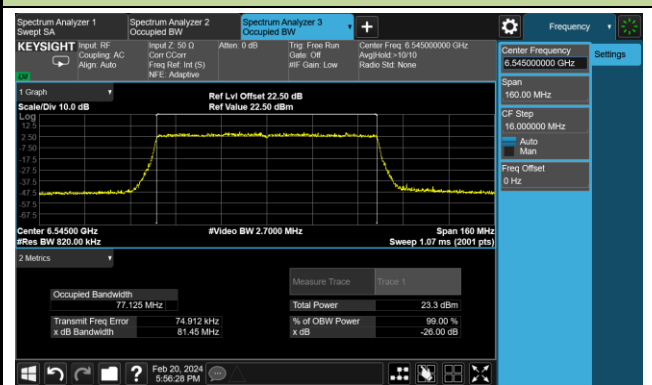 Spectrum Analyzer 1
Swept SA
Spectrum Analyzer 2
Occupied BW
Spectrum Analyzer 3
Occupied BW
Frequency
KEYSIGHT
Input: RF
Coupling: AC
Align: Auto
Input Z: 50 Ω
Corr CCorr
Freq Ref: Int (S)
NFE: Adaptive
Atten: 0 dB
Trig: Free Run
Gate: Off
#IF Gain: Low
Center Freq: 6.545000000 GHz
Avg|Hold:>10/10
Radio Std: None
LXI
Center Frequency
6.545000000 GHz
Settings
Span
160.00 MHz
CF Step
16.000000 MHz
Auto
Man
Freq Offset
0 Hz
1 Graph
Scale/Div 10.0 dB
Ref Lvl Offset 22.50 dB
Ref Value 22.50 dBm
Log
12.5
2.50
-7.50
-17.5
-27.5
-37.5
-47.5
-57.5
-67.5
Center 6.54500 GHz
#Res BW 820.00 kHz
#Video BW 2.7000 MHz
Span 160 MHz
Sweep 1.07 ms (2001 pts)
2 Metrics
Measure Trace
Trace 1
Occupied Bandwidth
77.125 MHz
Total Power
23.3 dBm
Transmit Freq Error
74.912 kHz
% of OBW Power
99.00 %
x dB Bandwidth
81.45 MHz
x dB
-26.00 dB
?
Feb 20, 2024
5:56:28 PM